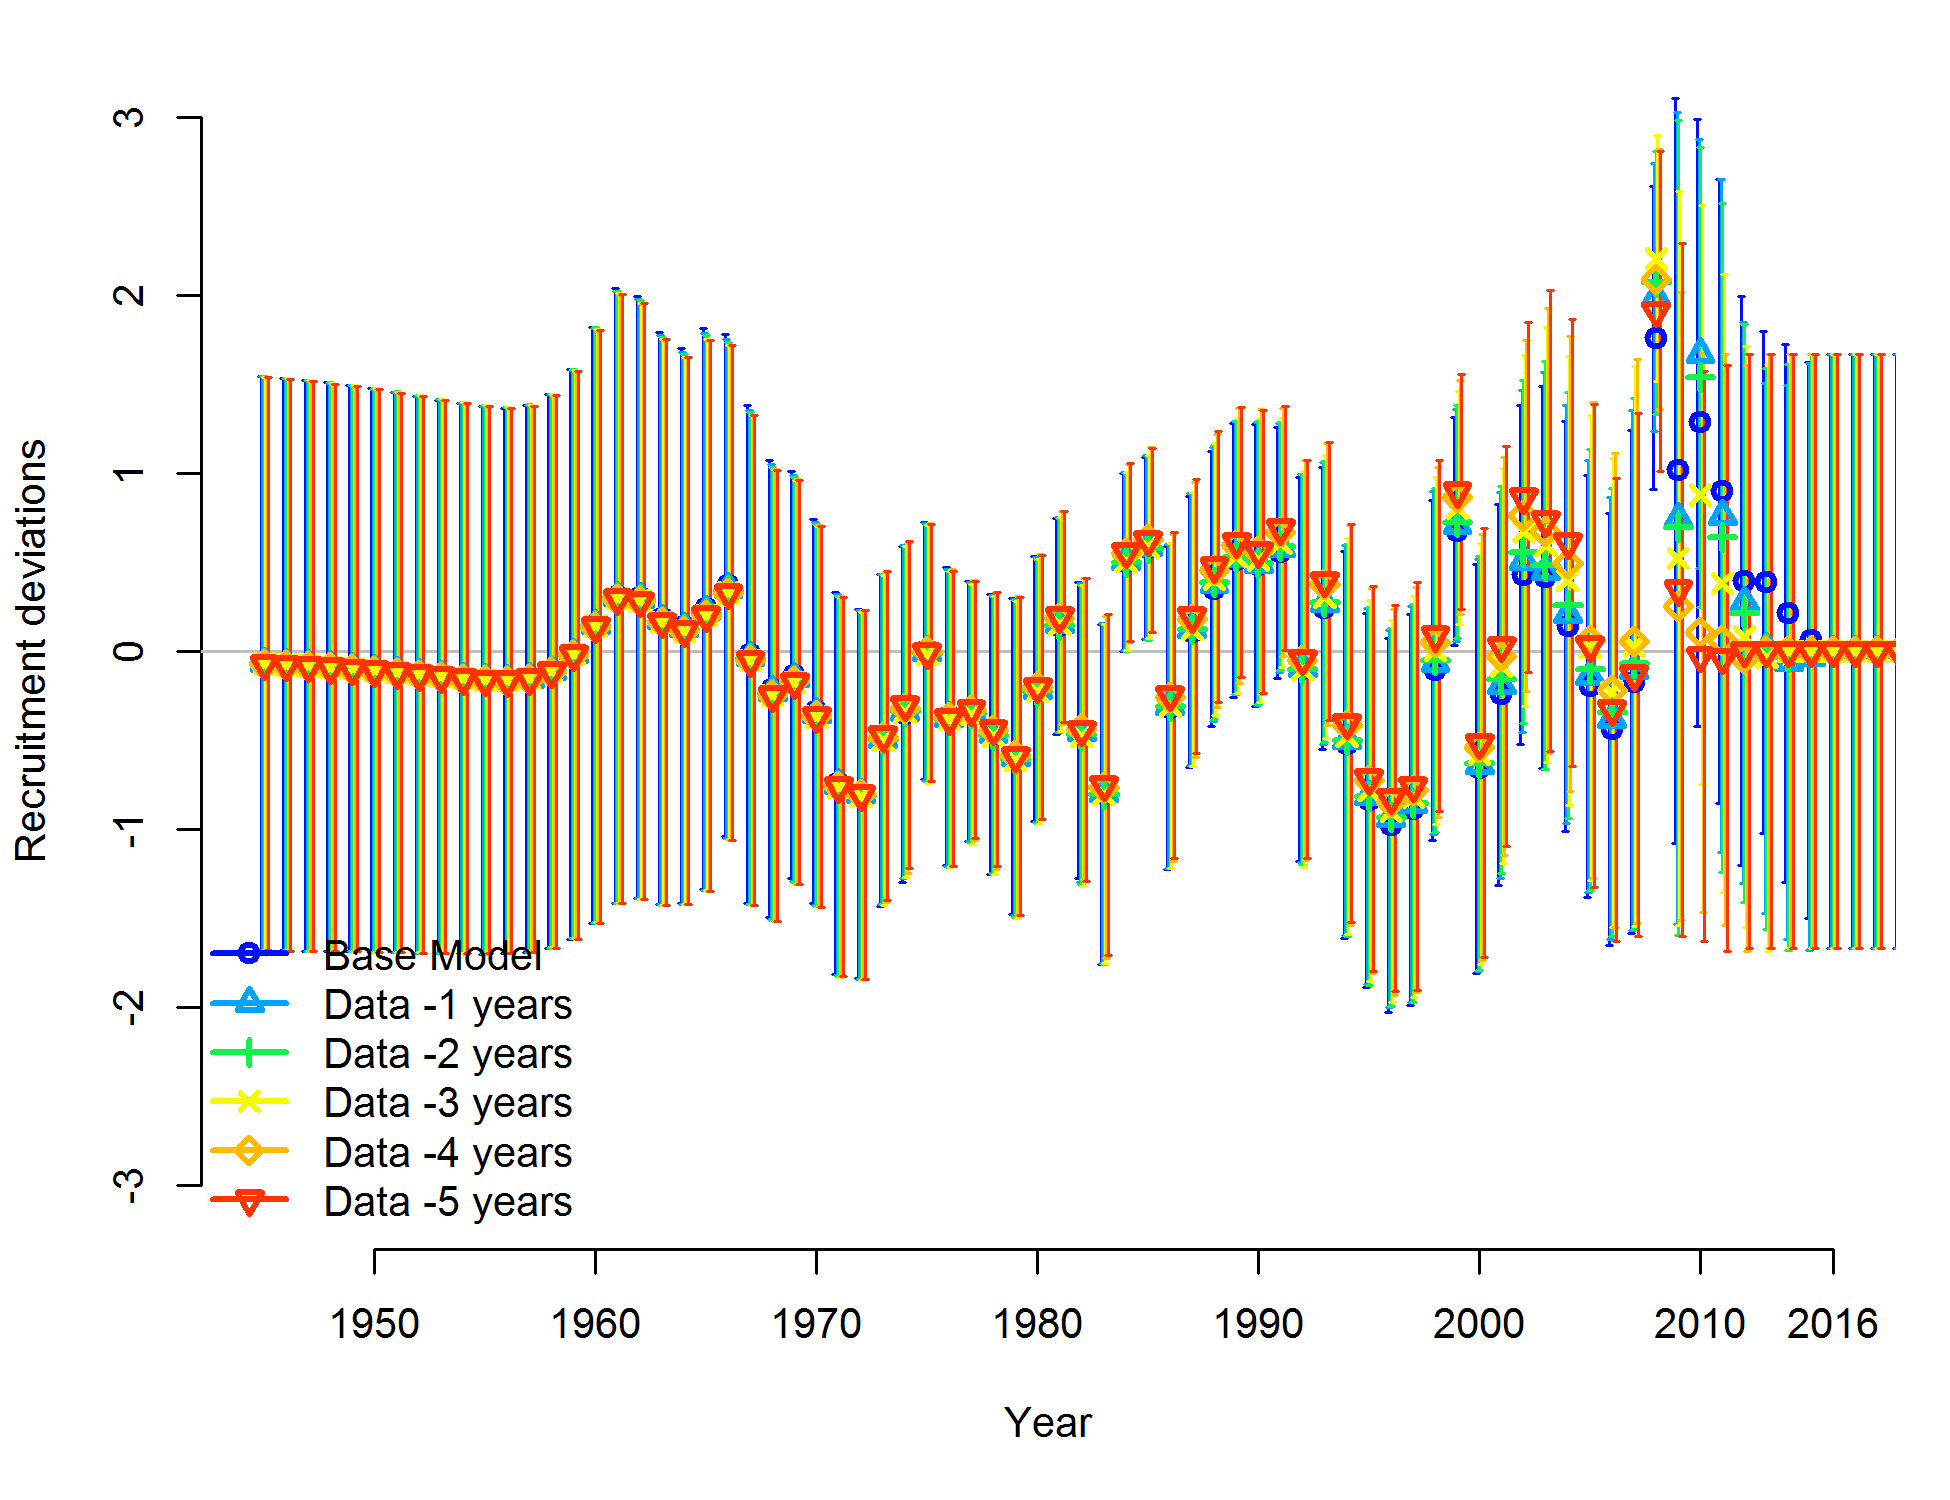 3
2
1
0
-1
-2
-3
Recruitment deviations
Base Model
Data -1 years
Data -2 years
Data -3 years
Data -4 years
Data -5 years
1950 1960 1970 1980 1990 2000 2010 2016
Year